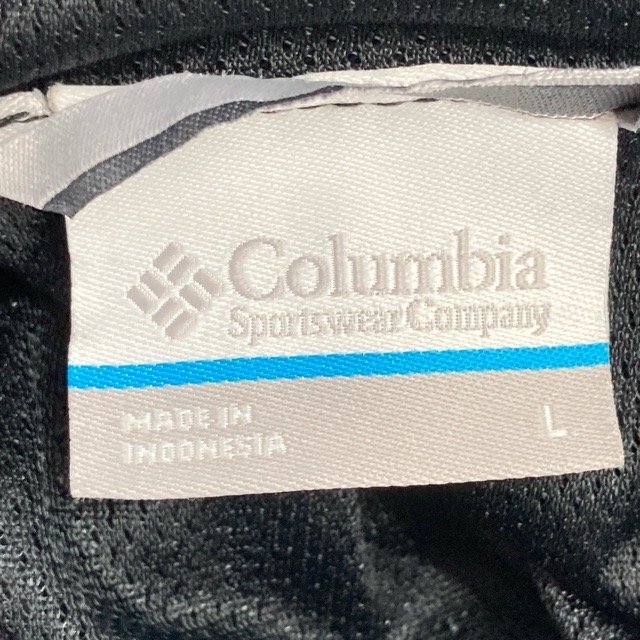 Columbia
Sportswear Company
MADE IN
INDONESIA
L